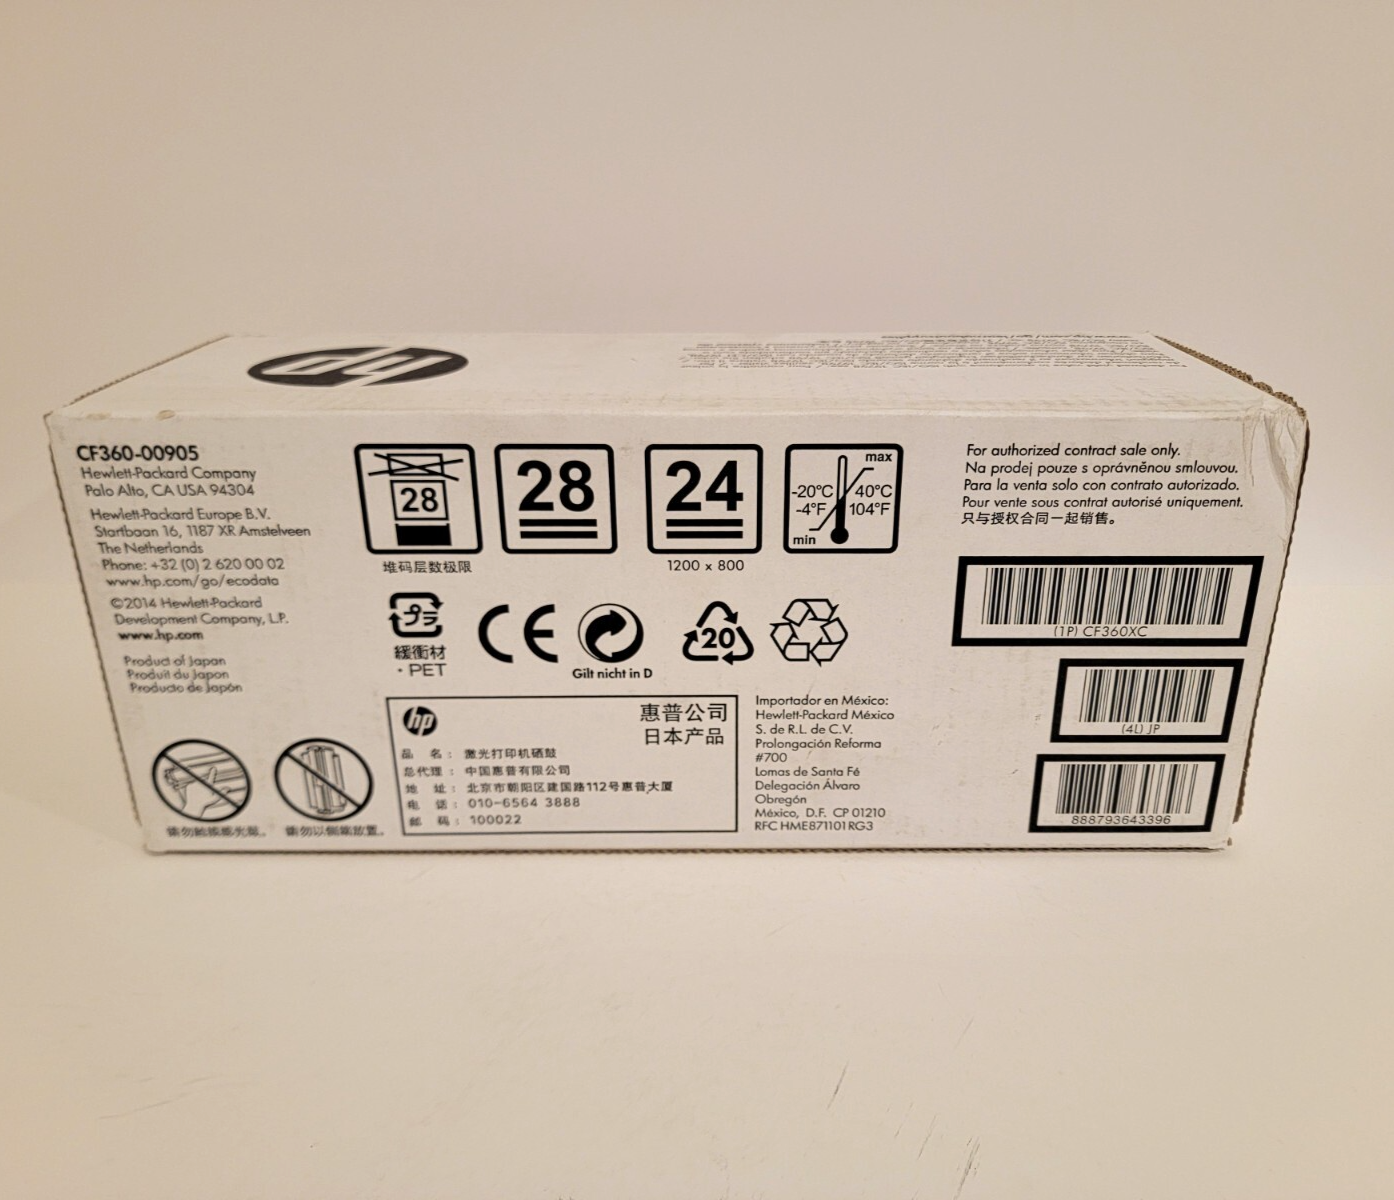 hp
CF360-00905
Hewlett-Packard Company
Palo Alto, CA USA 94304
Hewlett-Packard Europe B.V.
Startbaan 16, 1187 XR Amstelveen
The Netherlands
Phone: +32 (0) 2 620 00 02
www.hp.com/go/ecodata
©2014 Hewlett-Packard
Development Company, L.P.
www.hp.com
Product of Japan
Produit du Japon
Producto de Japón
28
堆码层数极限
28
24
1200 x 800
max
-20°C 40°C
-4°F 104°F
min
プラ
緩衝材
・PET
CE
Gilt nicht in D
20
hp
惠普公司
日本产品
品 名: 激光打印机硒鼓
总代理: 中国惠普有限公司
地 址: 北京市朝阳区建国路112号惠普大厦
电 话: 010-6564 3888
邮 码: 100022
Importador en México:
Hewlett-Packard México
S. de R.L. de C.V.
Prolongación Reforma
#700
Lomas de Santa Fé
Delegación Álvaro
Obregón
México, D.F. CP 01210
RFC HME871101RG3
For authorized contract sale only.
Na prodej pouze s oprávněnou smlouvou.
Para la venta solo con contrato autorizado.
Pour vente sous contrat autorisé uniquement.
只与授权合同一起销售。
(1P) CF360XC
(4L) JP
888793643396